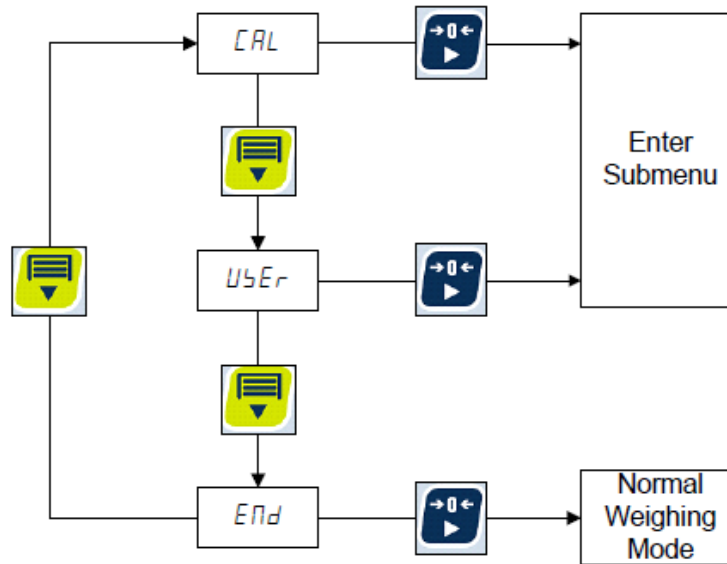 CAL
→0←
Enter
Submenu
USEr
→0←
End
→0←
Normal
Weighing
Mode